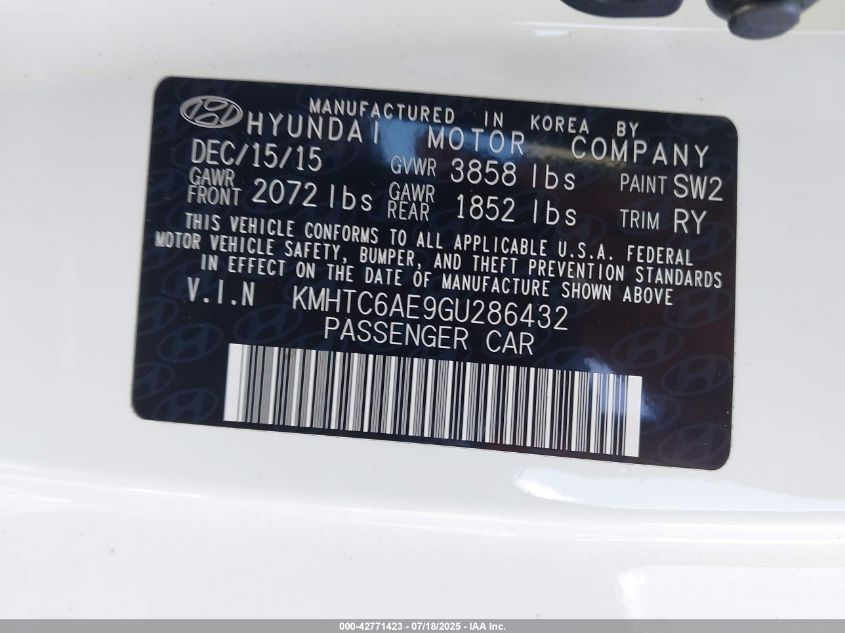 MANUFACTURED IN KOREA BY
HYUNDAI MOTOR COMPANY
DEC/15/15 GVWR 3858 lbs PAINT SW2
GAWR FRONT 2072 lbs GAWR REAR 1852 lbs TRIM RY
THIS VEHICLE CONFORMS TO ALL APPLICABLE U.S.A. FEDERAL
MOTOR VEHICLE SAFETY, BUMPER, AND THEFT PREVENTION STANDARDS
IN EFFECT ON THE DATE OF MANUFACTURE SHOWN ABOVE
V.I.N KMHTC6AE9GU286432
PASSENGER CAR
000-42771423 | 07/18/2025 - IAA Inc.